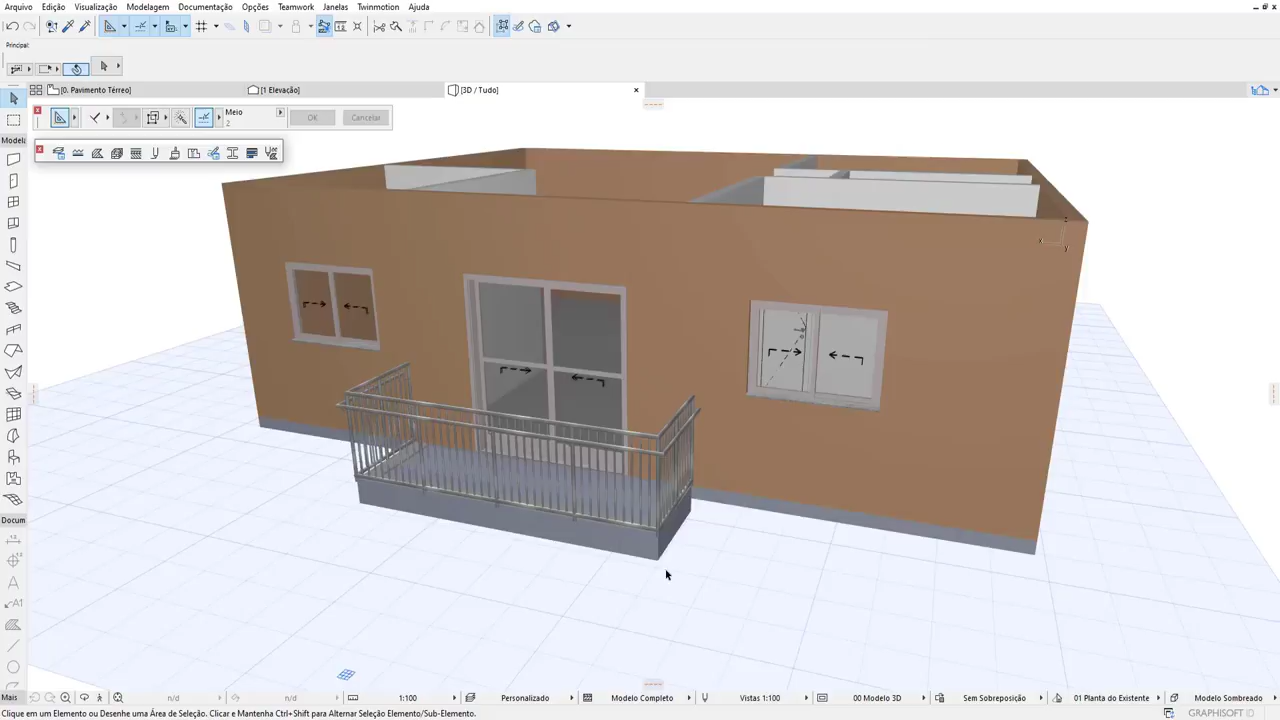 Arquivo Edição Visualização Modelagem Documentação Opções Teamwork Janelas Twinmotion Ajuda
Principal:
[0. Pavimento Térreo]
[1 Elevação]
[3D / Tudo]
Meio
2
OK
Cancelar
Modela
Docum
A
A1
Mais
n/d
n/d
1:100
Personalizado
Modelo Completo
Vistas 1:100
00 Modelo 3D
Sem Sobreposição
01 Planta do Existente
Modelo Sombreado
Clique em um Elemento ou Desenhe uma Área de Seleção. Clicar e Mantenha Ctrl+Shift para Alternar Seleção Elemento/Sub-Elemento.
GRAPHISOFT ID